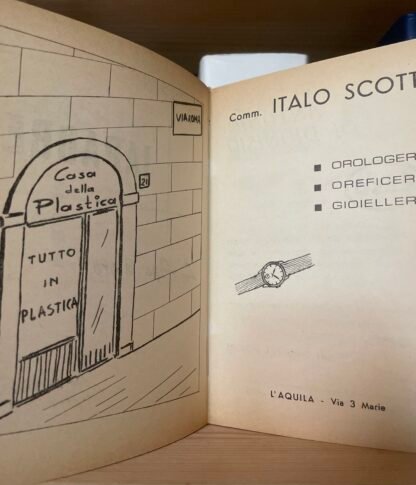 VIA ROMA
Casa
della
Plastica
21
TUTTO
IN
PLASTICA
Comm. ITALO SCOTT
OROLOGER
OREFICER
GIOIELLER
L'AQUILA - Via 3 Marie